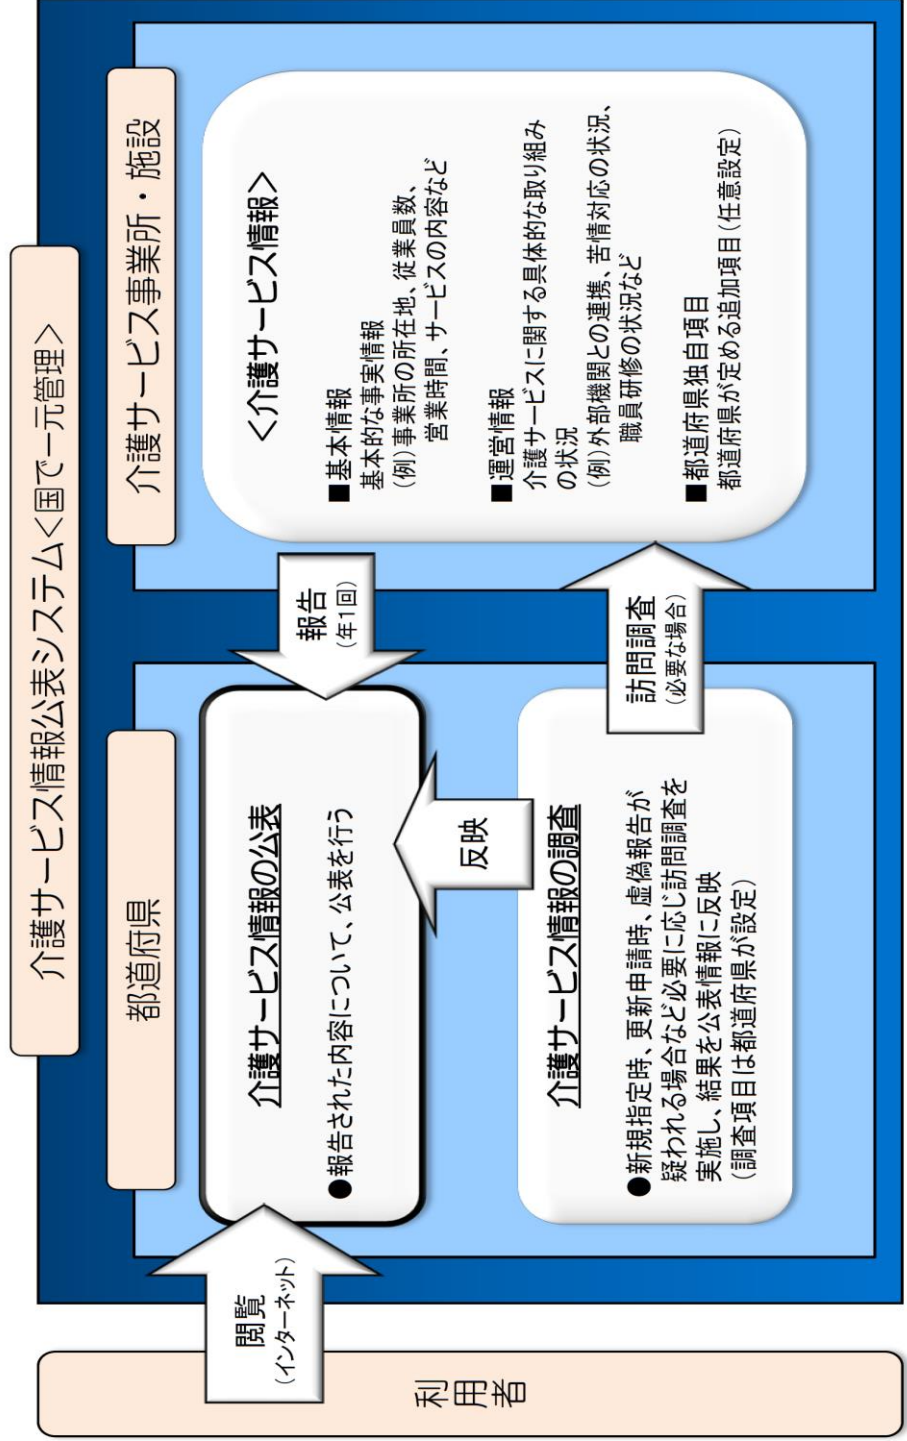 介護サービス情報公表システム<国で一元管理>
利用者
閲覧
(インターネット)
都道府県
介護サービス情報の公表
●報告された内容について、公表を行う
反映
介護サービス情報の調査
●新規指定時、更新申請時、虚偽報告が
疑われる場合など必要に応じ訪問調査を
実施し、結果を公表情報に反映
(調査項目は都道府県が設定)
報告
(年1回)
訪問調査
(必要な場合)
介護サービス事業所・施設
<介護サービス情報>
■基本情報
基本的な事実情報
(例)事業所の所在地、従業員数、
営業時間、サービスの内容など
■運営情報
介護サービスに関する具体的な取り組み
の状況
(例)外部機関との連携、苦情対応の状況、
職員研修の状況など
■都道府県独自項目
都道府県が定める追加項目(任意設定)